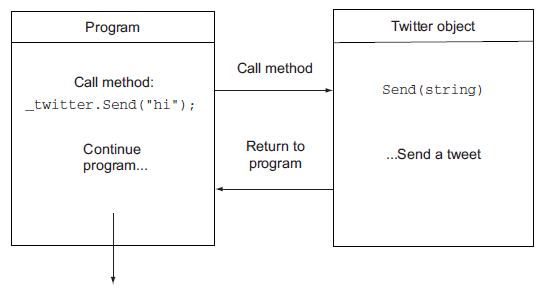 Program
Call method:
_twitter.Send("hi");
Continue
program...
Call method
Return to
program
Twitter object
Send(string)
...Send a tweet